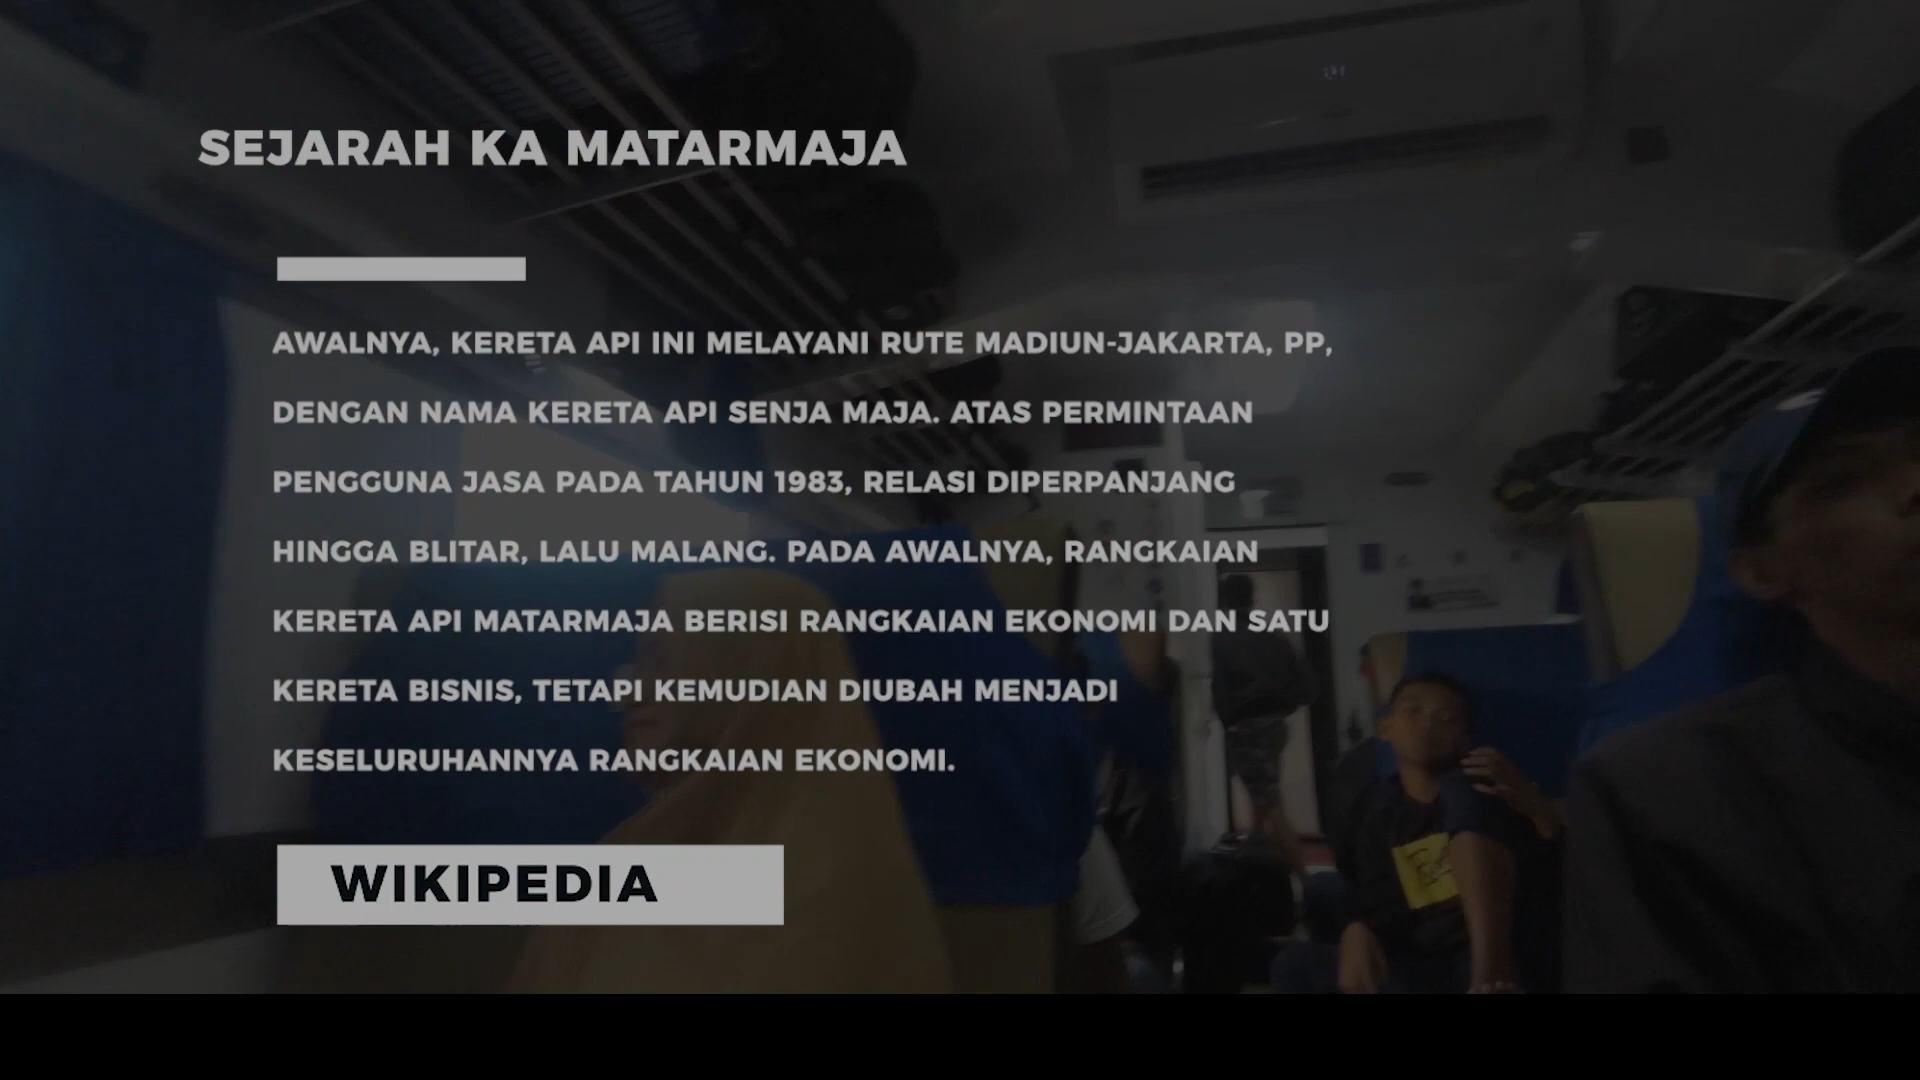 SEJARAH KA MATARMAJA
AWALNYA, KERETA API INI MELAYANI RUTE MADIUN-JAKARTA, PP,
DENGAN NAMA KERETA API SENJA MAJA. ATAS PERMINTAAN
PENGGUNA JASA PADA TAHUN 1983, RELASI DIPERPANJANG
HINGGA BLITAR, LALU MALANG. PADA AWALNYA, RANGKAIAN
KERETA API MATARMAJA BERISI RANGKAIAN EKONOMI DAN SATU
KERETA BISNIS, TETAPI KEMUDIAN DIUBAH MENJADI
KESELURUHANNYA RANGKAIAN EKONOMI.
WIKIPEDIA